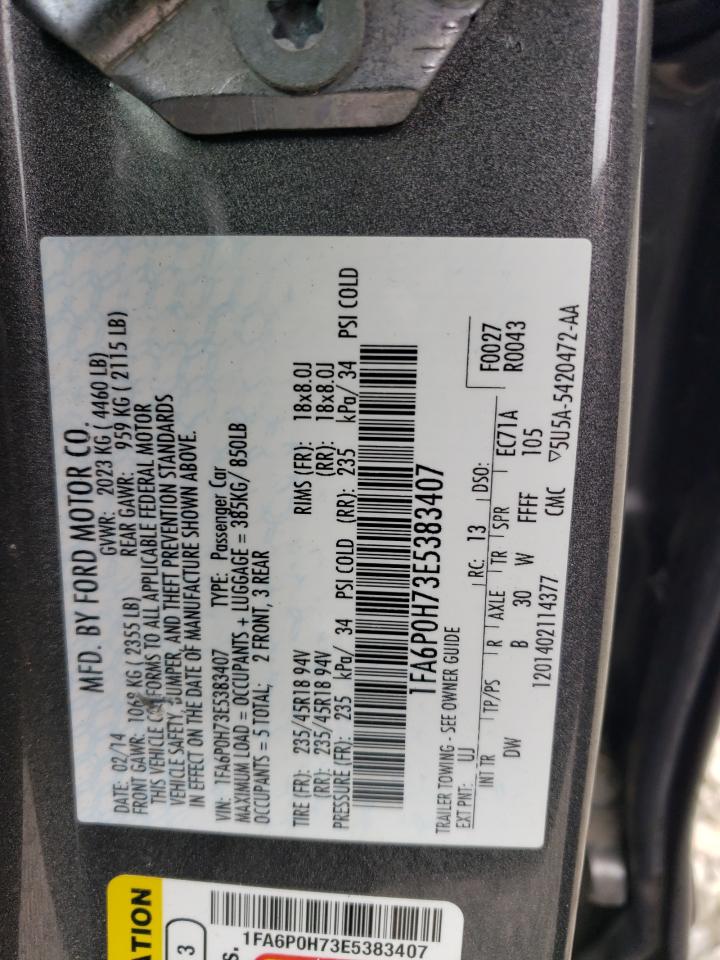 MFD. BY FORD MOTOR CO.
DATE: 02/14 GVWR: 2023 KG ( 4460 LB)
FRONT GAWR: 1068 KG ( 2355 LB) REAR GAWR: 959 KG ( 2115 LB)
THIS VEHICLE CONFORMS TO ALL APPLICABLE FEDERAL MOTOR
VEHICLE SAFETY, BUMPER, AND THEFT PREVENTION STANDARDS
IN EFFECT ON THE DATE OF MANUFACTURE SHOWN ABOVE.
VIN: 1FA6P0H73E5383407 TYPE: Passenger Car
MAXIMUM LOAD = OCCUPANTS + LUGGAGE = 385KG/ 850LB
OCCUPANTS = 5 TOTAL; 2 FRONT, 3 REAR
TIRE (FR): 235/45R18 94V RIMS (FR): 18x8.0J
(RR): 235/45R18 94V (RR): 18x8.0J
PRESSURE (FR): 235 kPa/ 34 PSI COLD (RR): 235 kPa/ 34 PSI COLD
1FA6P0H73E5383407
TRAILER TOWING - SEE OWNER GUIDE
EXT PNT: UJ RC: 13 DSO: F0027
R0043
INT TR TP/PS R AXLE TR SPR EC71A
DW B 30 W FFFF 105
1201402114377 CMC ▽5U5A-5420472-AA
ATION
3
s.
1FA6P0H73E5383407